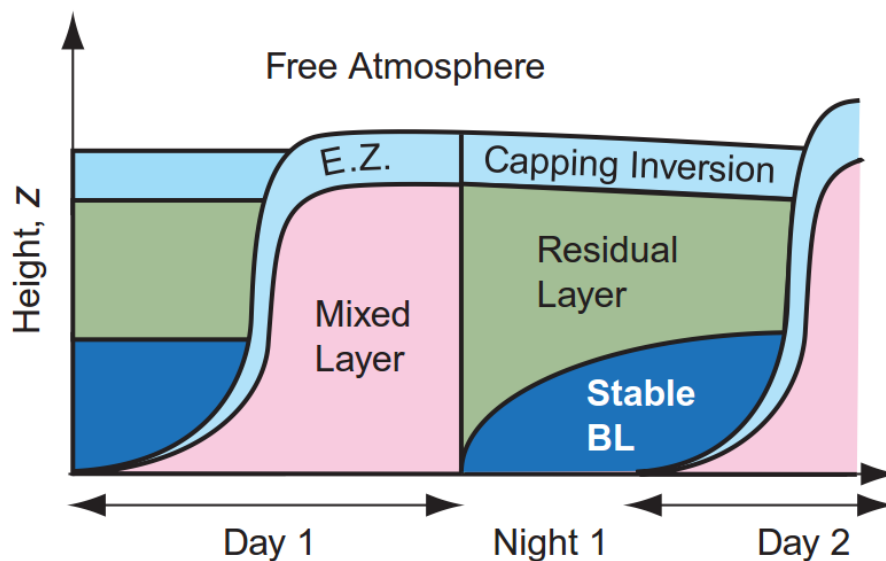 Free Atmosphere
E.Z.
Capping Inversion
Height, z
Residual
Layer
Mixed
Layer
Stable
BL
Day 1
Night 1
Day 2